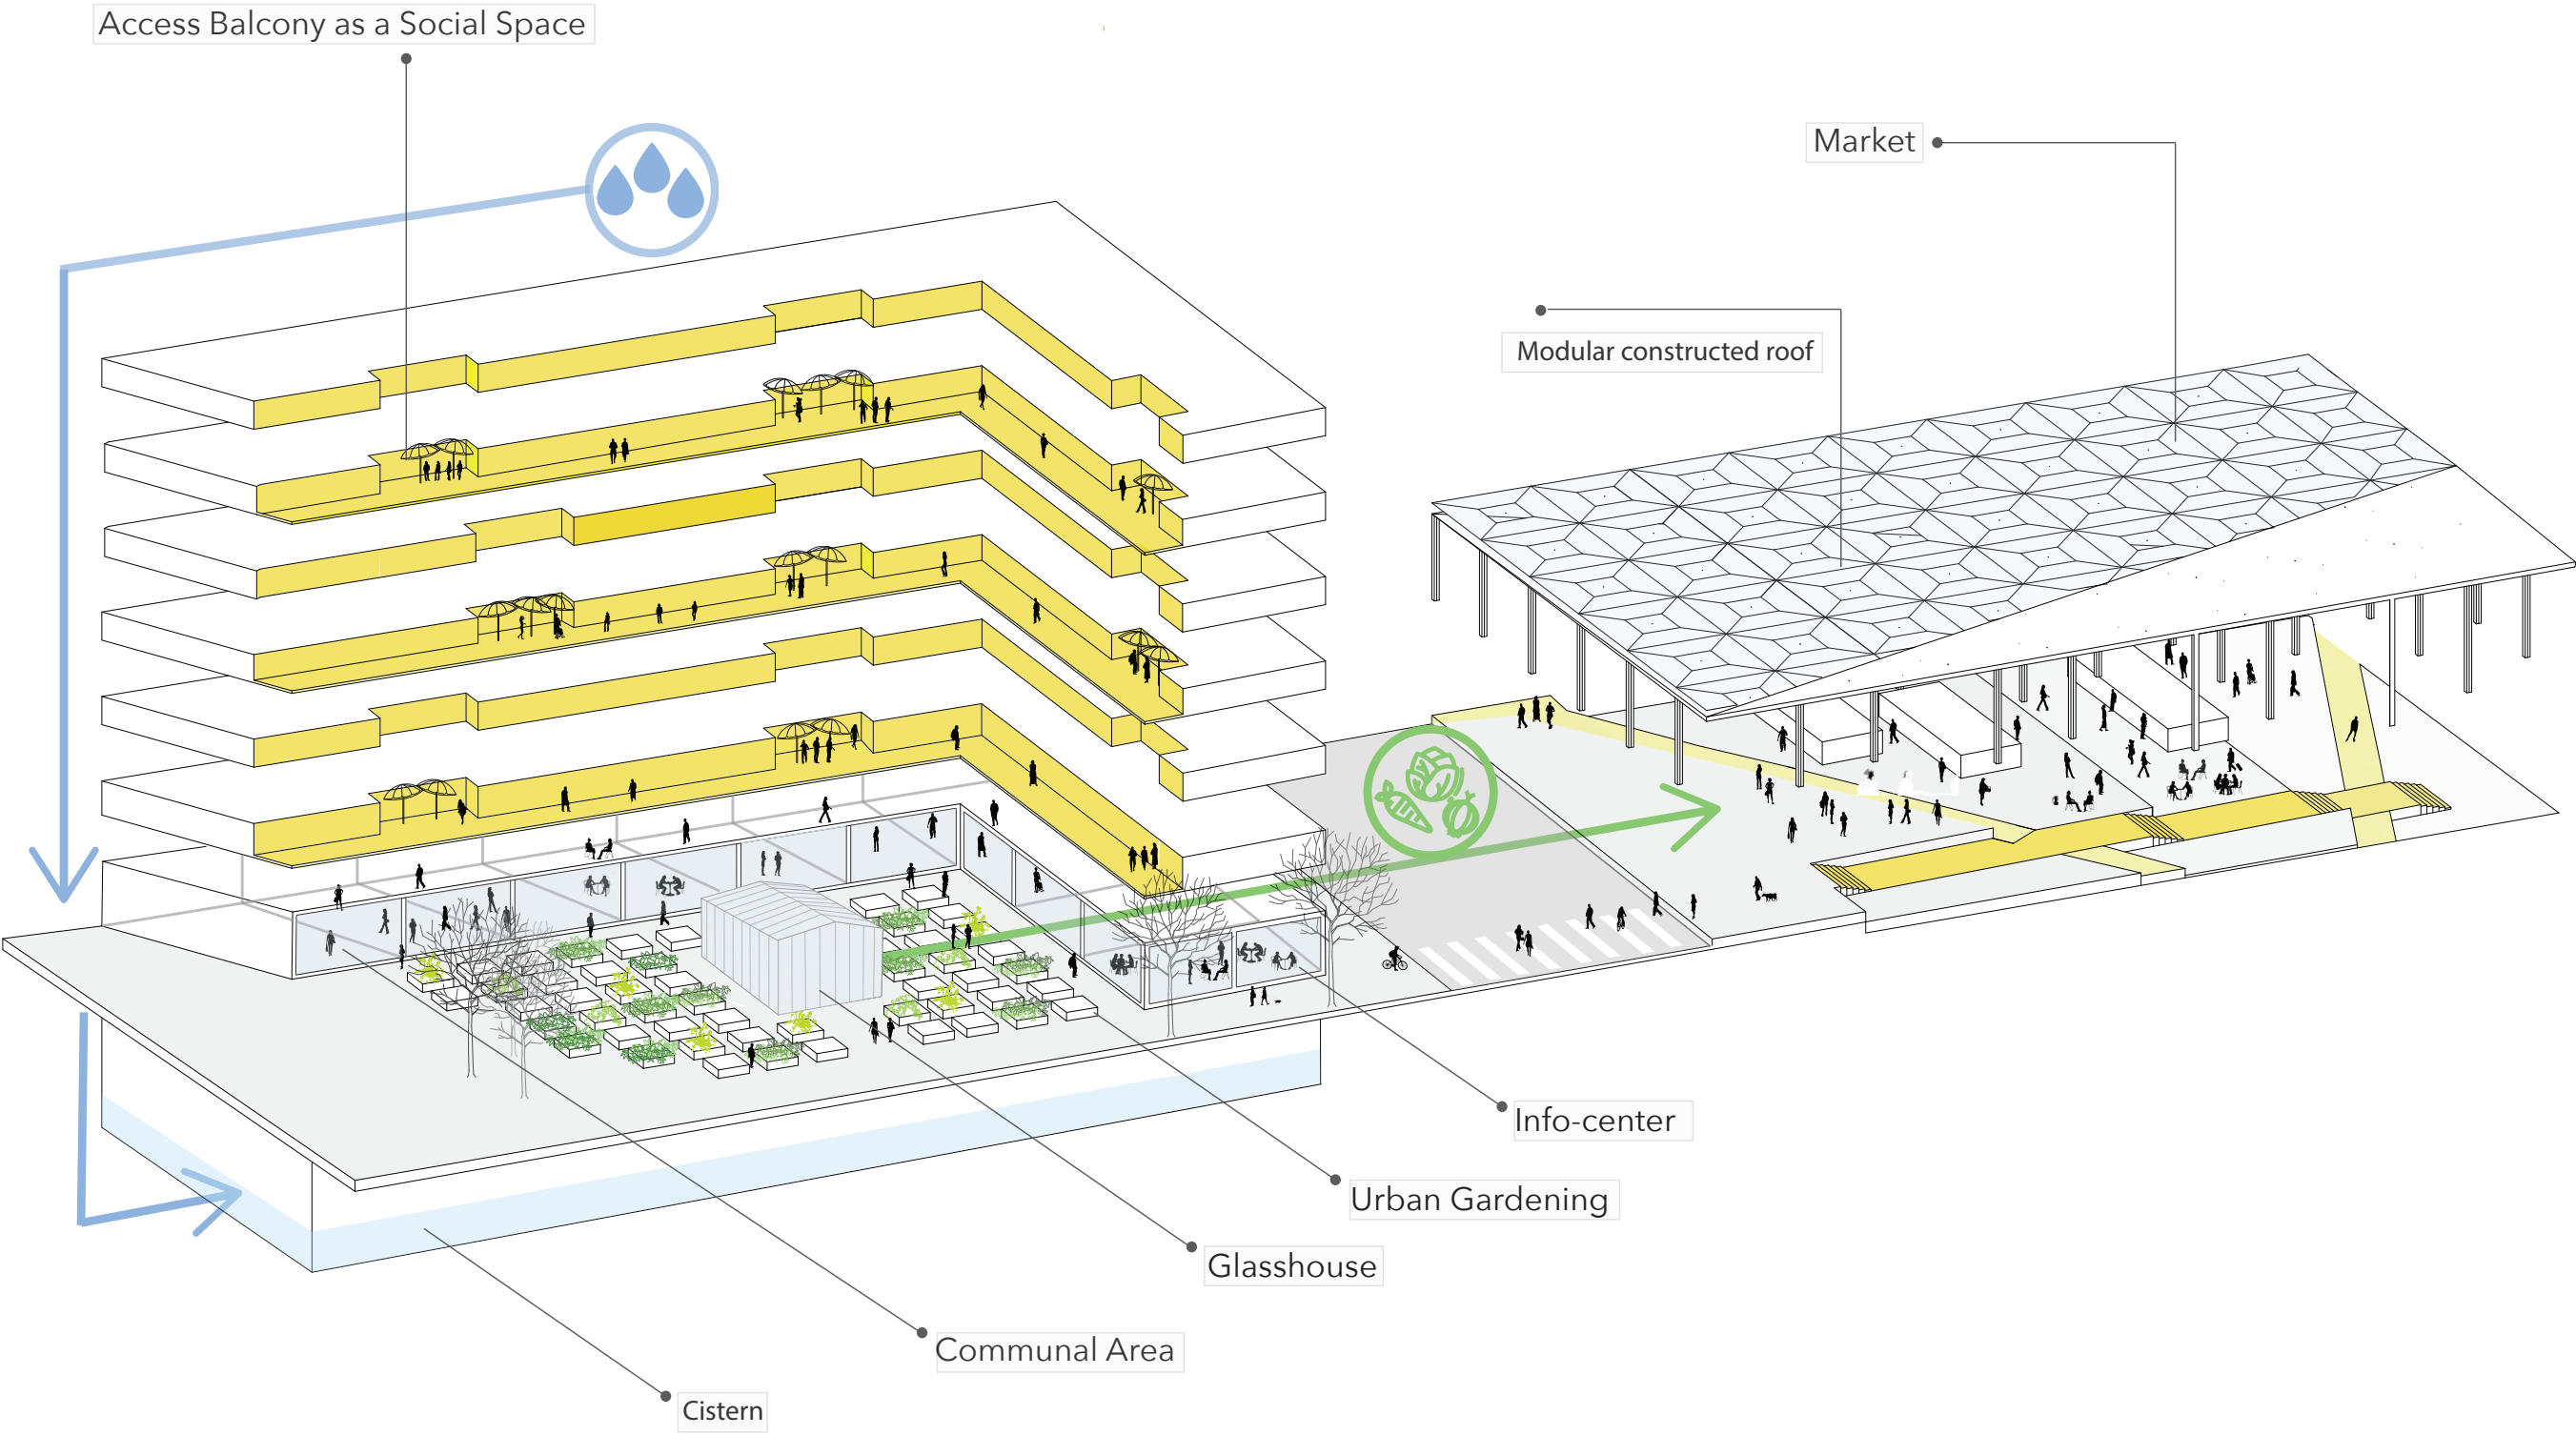 Access Balcony as a Social Space
Market
Modular constructed roof
Info-center
Urban Gardening
Glasshouse
Communal Area
Cistern